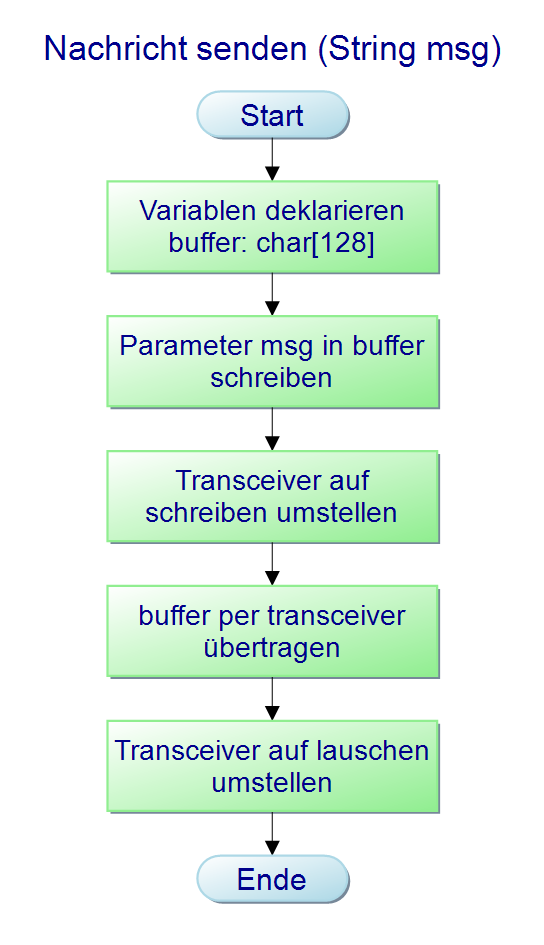 Nachricht senden (String msg)
Start
Variablen deklarieren
buffer: char[128]
Parameter msg in buffer
schreiben
Transceiver auf
schreiben umstellen
buffer per transceiver
übertragen
Transceiver auf lauschen
umstellen
Ende